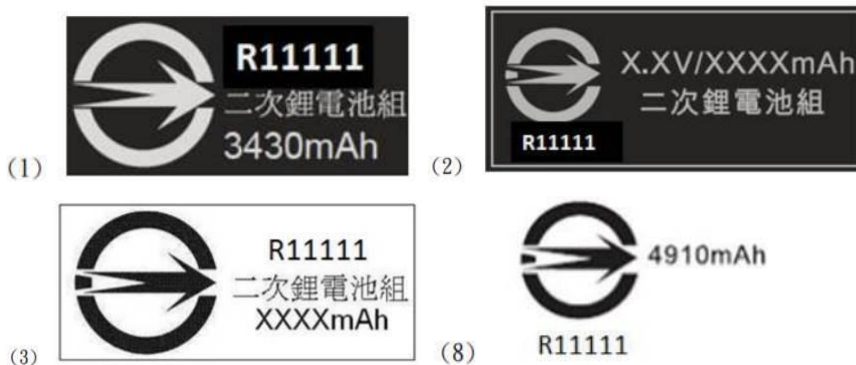 (1)
R11111
二次鋰電池組
3430mAh
(2)
X.XV/XXXXmAh
二次鋰電池組
R11111
(3)
R11111
二次鋰電池組
XXXXmAh
(8)
4910mAh
R11111